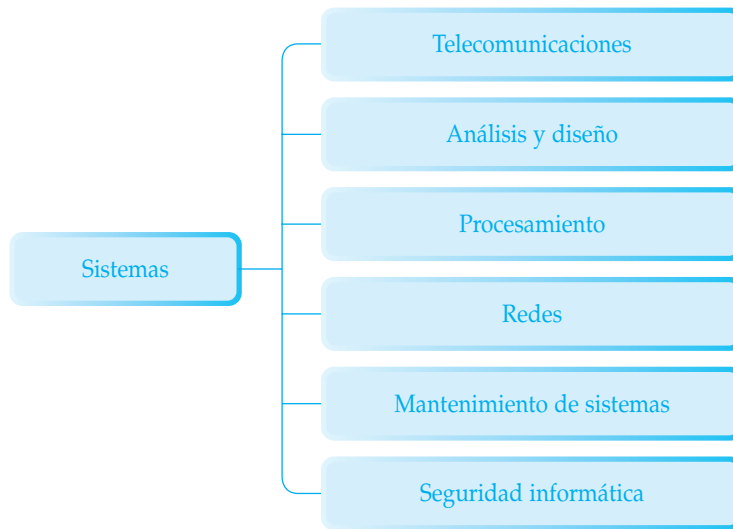 Telecomunicaciones
Análisis y diseño
Procesamiento
Sistemas
Redes
Mantenimiento de sistemas
Seguridad informática